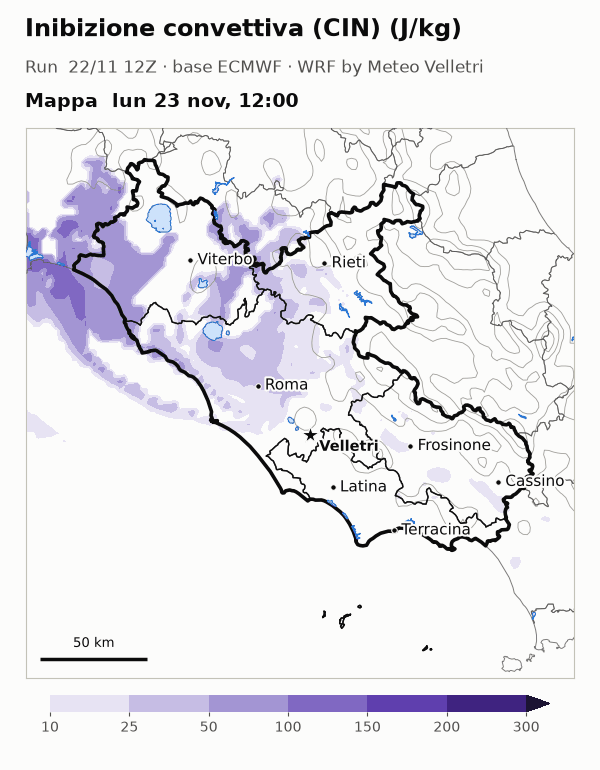 Inibizione convettiva (CIN) (J/kg)
Run  22/11 12Z · base ECMWF · WRF by Meteo Velletri
Mappa  lun 23 nov, 12:00
Viterbo
Rieti
Roma
Velletri
Frosinone
Cassino
Latina
Terracina
50 km
10 25 50 100 150 200 300